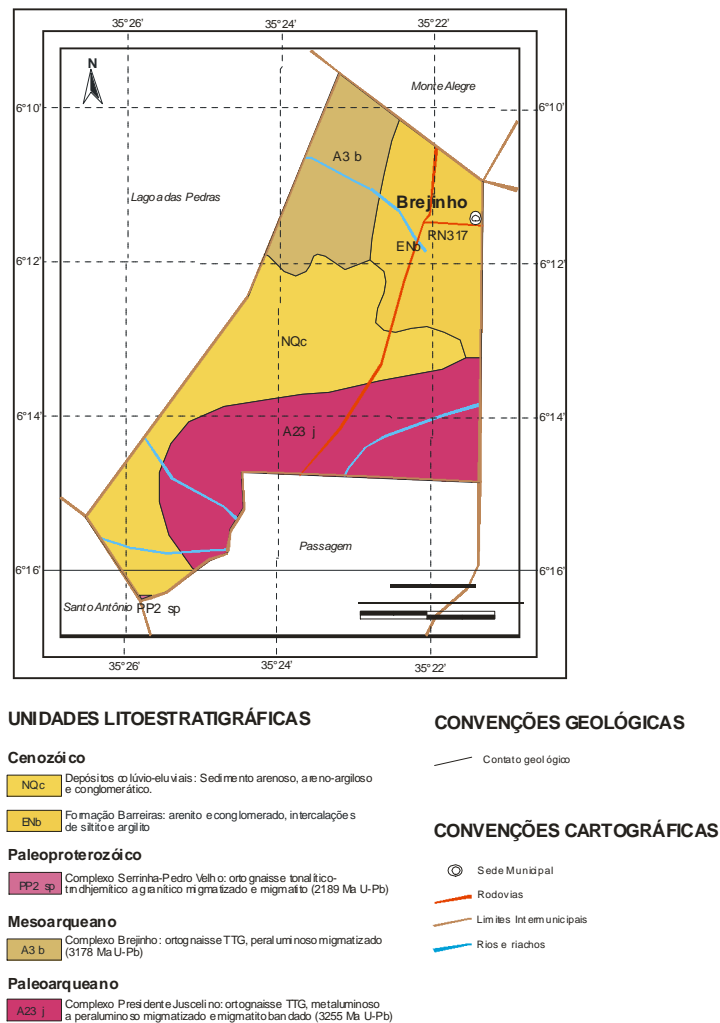 35°26'
35°24'
35°22'
N
Monte Alegre
6°10'
6°10'
A3 b
Lagoa das Pedras
Brejinho
RN317
ENb
6°12'
6°12'
NQc
6°14'
6°14'
A23 j
Passagem
6°16'
6°16'
Santo Antônio
PP2 sp
35°26'
35°24'
35°22'
UNIDADES LITOESTRATIGRÁFICAS
Cenozóico
NQc
Depósitos colúvio-eluviais: Sedimento arenoso, areno-argiloso
e conglomerático.
ENb
Formação Barreiras: arenito e conglomerado, intercalações
de siltito e argilito
Paleoproterozóico
PP2 sp
Complexo Serrinha-Pedro Velho: ortognaisse tonalítico-
trndhjemítico a granítico migmatizado e migmatito (2189 Ma U-Pb)
Mesoarqueano
A3 b
Complexo Brejinho: ortognaisse TTG, peraluminoso migmatizado
(3178 Ma U-Pb)
Paleoarqueano
A23 j
Complexo Presidente Juscelino: ortognaisse TTG, metaluminoso
a peraluminoso migmatizado e migmatito bandado (3255 Ma U-Pb)
CONVENÇÕES GEOLÓGICAS
Contato geológico
CONVENÇÕES CARTOGRÁFICAS
Sede Municipal
Rodovias
Limites Intermunicipais
Rios e riachos